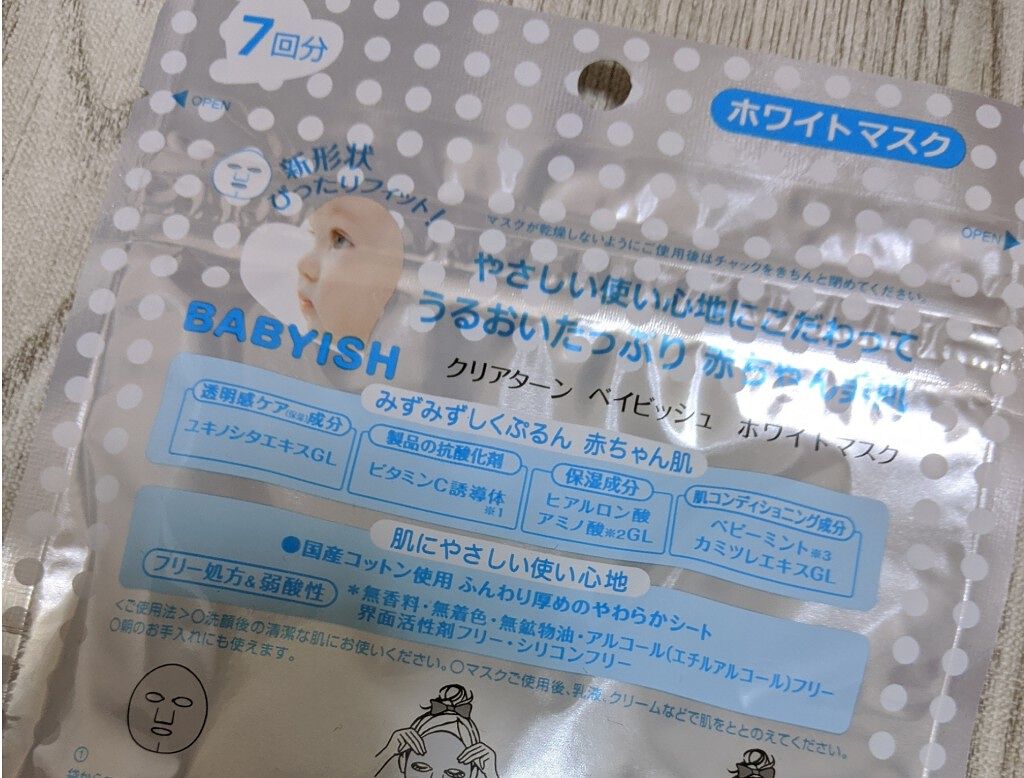 7回分
ホワイトマスク
OPEN
新形状
ぴったりフィット!
OPEN
マスクが乾燥しないようにご使用後はチャックをきちんと閉めてください。
やさしい使い心地にこだわって
うるおいたっぷり 赤ちゃん素肌
BABYISH
クリアターン ベイビッシュ ホワイトマスク
みずみずしくぷるん 赤ちゃん肌
透明感ケア(保湿)成分
ユキノシタエキスGL
製品の抗酸化剤
ビタミンC誘導体
※1
保湿成分
ヒアルロン酸
アミノ酸※2GL
肌コンディショニング成分
ベビーミント※3
カミツレエキスGL
肌にやさしい使い心地
●国産コットン使用 ふんわり厚めのやわらかシート
フリー処方&弱酸性
*無香料・無着色・無鉱物油・アルコール(エチルアルコール)フリー
界面活性剤フリー・シリコンフリー
<ご使用法>○洗顔後の清潔な肌にお使いください。○マスクご使用後、乳液、クリームなどで肌をととのえてください。
○朝のお手入れにも使えます。
①